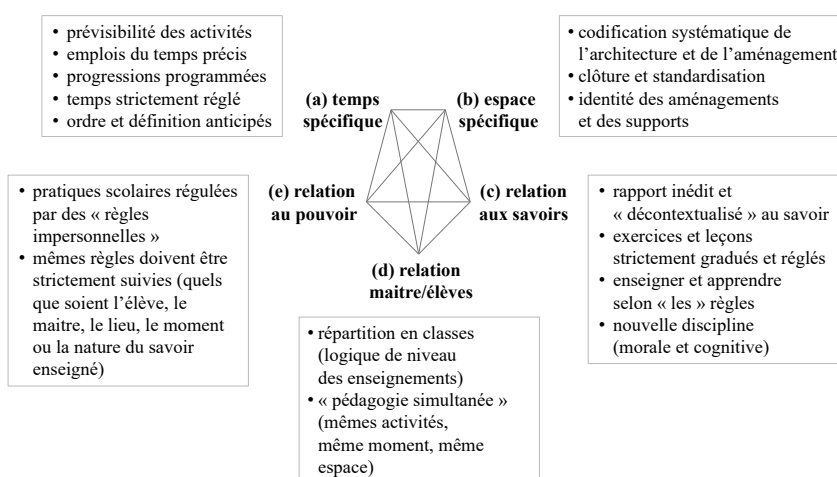 • prévisibilité des activités
• emplois du temps précis
• progressions programmées
• temps strictement réglé
• ordre et définition anticipés
(a) temps
spécifique
(b) espace
spécifique
• codification systématique de
l’architecture et de l’aménagement
• clôture et standardisation
• identité des aménagements
et des supports
• pratiques scolaires régulées
par des « règles
impersonnelles »
• mêmes règles doivent être
strictement suivies (quels
que soient l’élève, le
maitre, le lieu, le moment
ou la nature du savoir
enseigné)
(e) relation
au pouvoir
(c) relation
aux savoirs
• rapport inédit et
« décontextualisé » au savoir
• exercices et leçons
strictement gradués et réglés
• enseigner et apprendre
selon « les » règles
• nouvelle discipline
(morale et cognitive)
(d) relation
maitre/élèves
• répartition en classes
(logique de niveau
des enseignements)
• « pédagogie simultanée »
(mêmes activités,
même moment, même
espace)